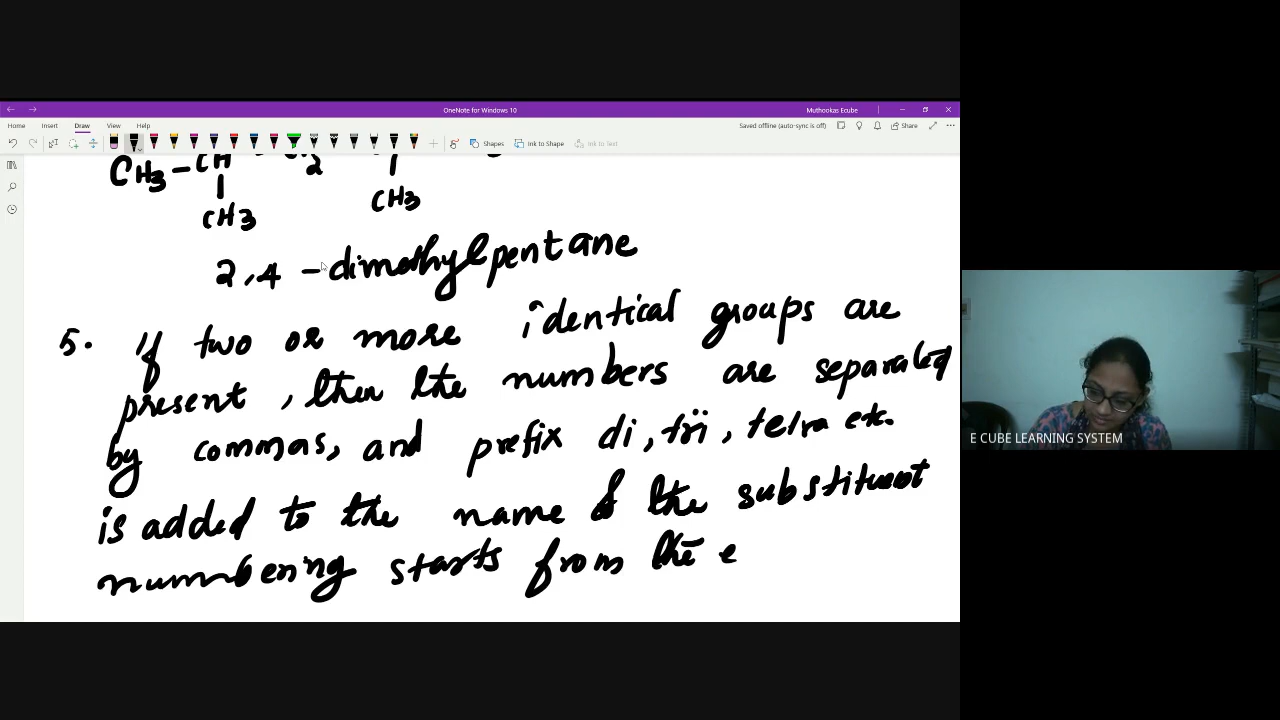 OneNote for Windows 10
Muthookas Ecube
Home Insert Draw View Help
Saved offline (auto-sync is off)
Share
Shapes
Ink to Shape
Ink to Text
CH3 - CH
CH3
CH3
2,4 - dimethylpentane
5. If two or more identical groups are
present, then the numbers are separated
by commas, and prefix di, tri, tetra etc.
is added to the name of the substituent
numbering starts from the e
E CUBE LEARNING SYSTEM